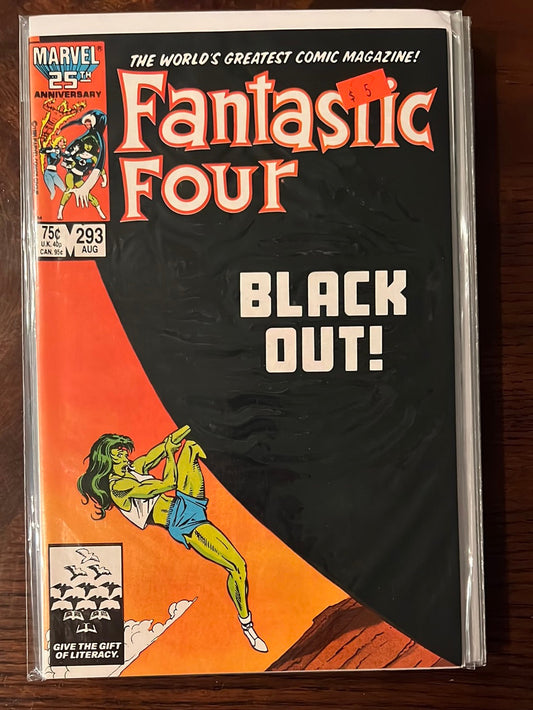 MARVEL
25TH
ANNIVERSARY
THE WORLD'S GREATEST COMIC MAGAZINE!
FANTASTIC
FOUR
$5
75¢
U.K. 40p
CAN. 95¢
293
AUG
BLACK
OUT!
GIVE THE GIFT
OF LITERACY.